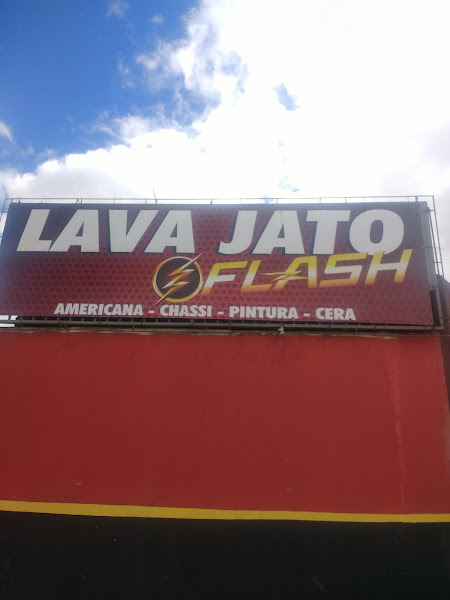 LAVA JATO
FLASH
AMERICANA - CHASSI - PINTURA - CERA